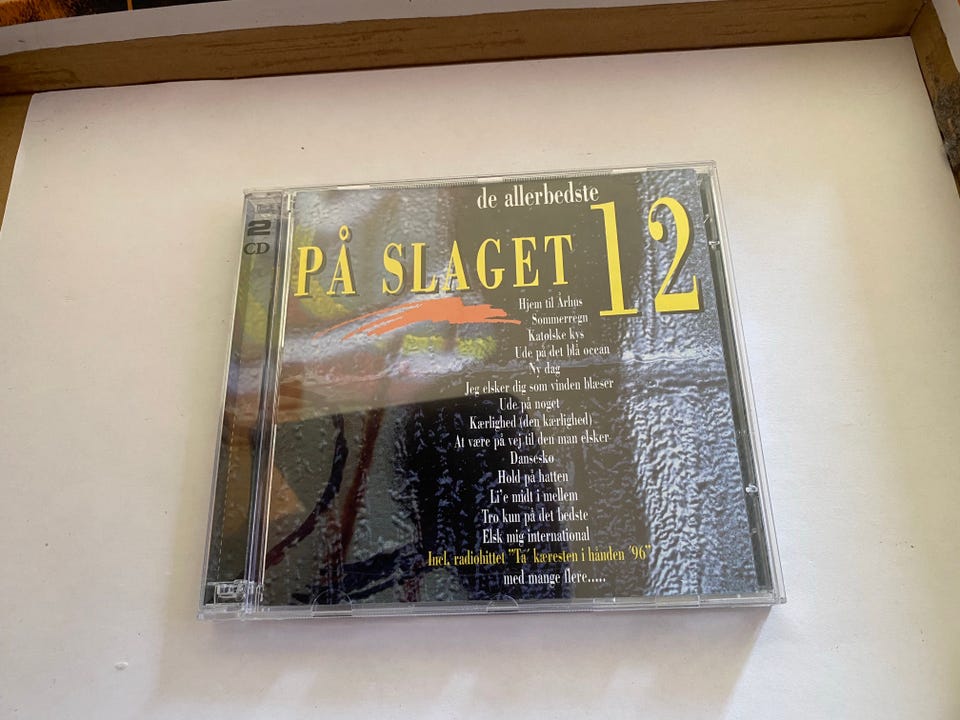 2
CD
de allerbedste
PÅ SLAGET 12
Hjem til Århus
Sommerregn
Katolske kys
Ude på det blå ocean
Ny dag
Jeg elsker dig som vinden blæser
Ude på noget
Kærlighed (den kærlighed)
At være på vej til den man elsker
Dansesko
Hold på hatten
Li'e midt i mellem
Tro kun på det bedste
Elsk mig international
Incl. radiohittet "Ta´ kæresten i hånden ´96"
med mange flere.....